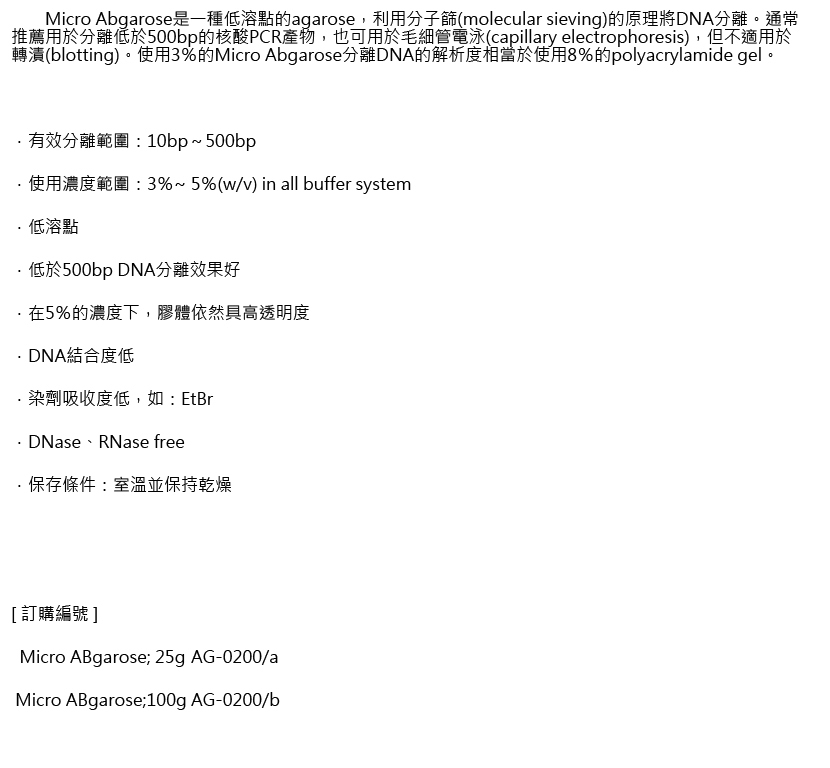 Micro Abgarose是一種低溶點的agarose，利用分子篩(molecular sieving)的原理將DNA分離。通常
推薦用於分離低於500bp的核酸PCR產物，也可用於毛細管電泳(capillary electrophoresis)，但不適用於
轉漬(blotting)。使用3%的Micro Abgarose分離DNA的解析度相當於使用8%的polyacrylamide gel。
．有效分離範圍：10bp ~ 500bp
．使用濃度範圍：3%~ 5%(w/v) in all buffer system
．低溶點
．低於500bp DNA分離效果好
．在5%的濃度下，膠體依然具高透明度
．DNA結合度低
．染劑吸收度低，如：EtBr
．DNase、RNase free
．保存條件：室溫並保持乾燥
[ 訂購編號 ]
Micro ABgarose; 25g AG-0200/a
Micro ABgarose;100g AG-0200/b